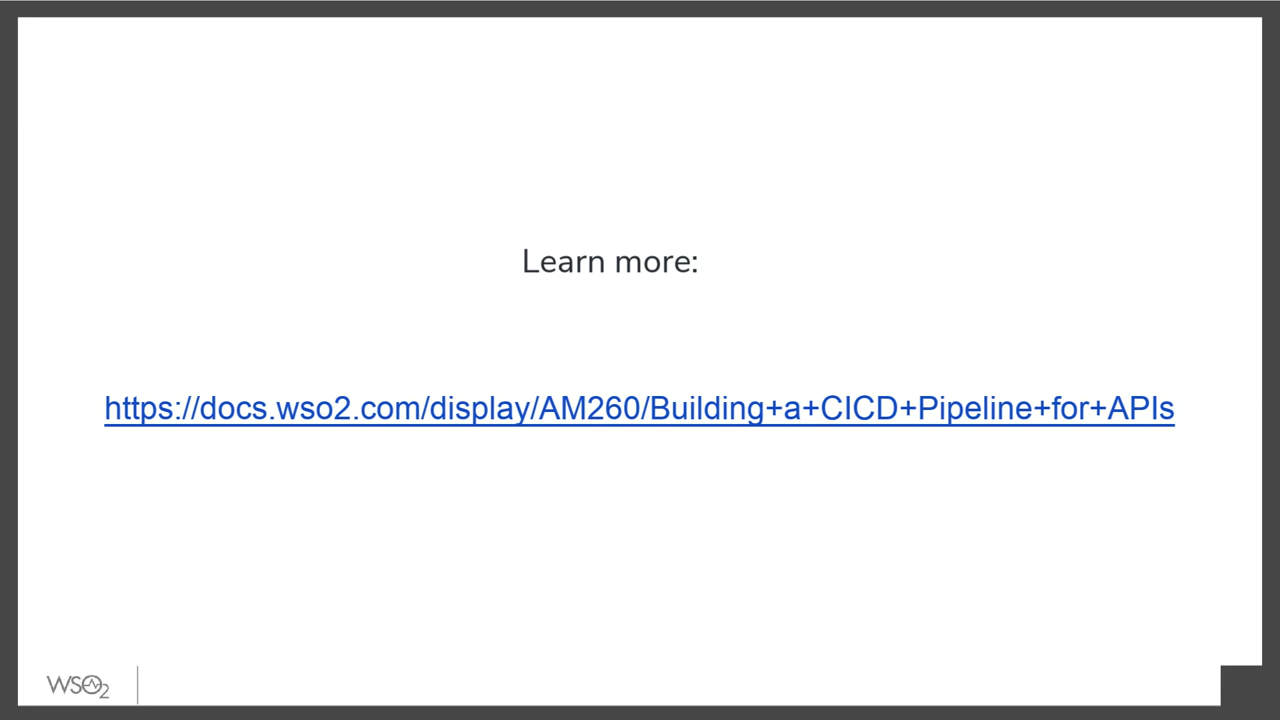 Learn more:
https://docs.wso2.com/display/AM260/Building+a+CICD+Pipeline+for+APIs
WSO2